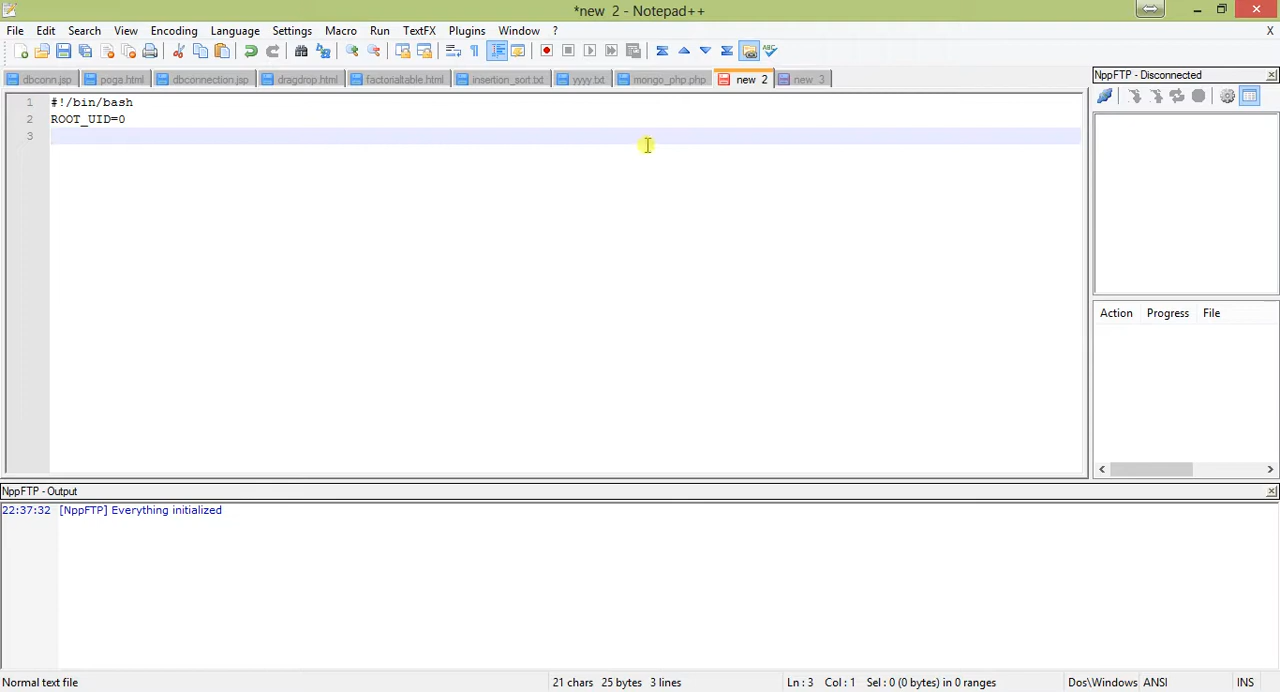 *new 2 - Notepad++
File Edit Search View Encoding Language Settings Macro Run TextFX Plugins Window ? X
dbconn.jsp poga.html dbconnection.jsp dragdrop.html factorialtable.html insertion_sort.txt yyyy.txt mongo_php.php new 2 new 3
NppFTP - Disconnected
1 #!/bin/bash
2 ROOT_UID=0
3
Action Progress File
NppFTP - Output
22:37:32 [NppFTP] Everything initialized
Normal text file 21 chars 25 bytes 3 lines Ln : 3 Col : 1 Sel : 0 (0 bytes) in 0 ranges Dos\Windows ANSI INS